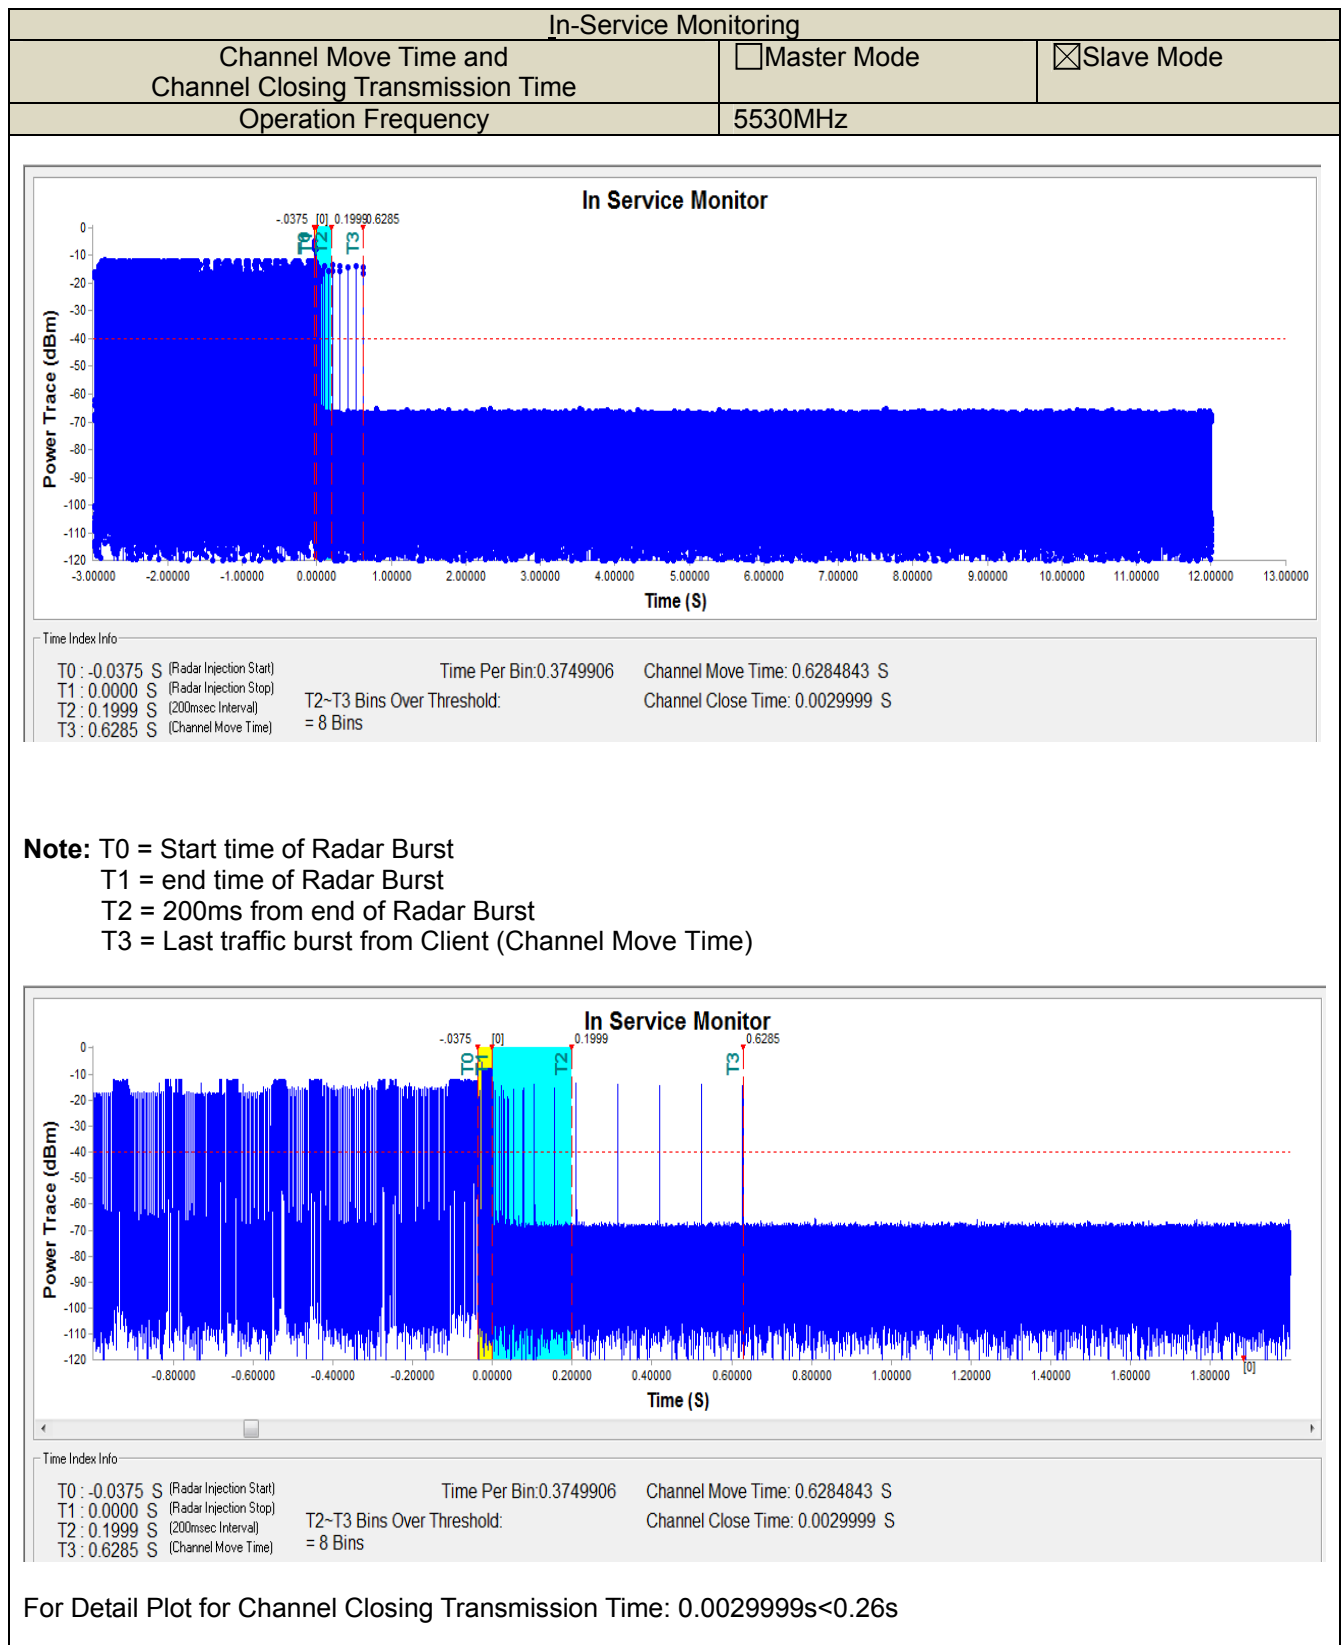 In-Service Monitoring
Channel Move Time and
Channel Closing Transmission Time
☐Master Mode
☒Slave Mode
Operation Frequency
5530MHz
In Service Monitor
-.0375 [0] 0.1999 0.6285
T0 T1 T2 T3
Power Trace (dBm)
0
-10
-20
-30
-40
-50
-60
-70
-80
-90
-100
-110
-120
-3.00000 -2.00000 -1.00000 0.00000 1.00000 2.00000 3.00000 4.00000 5.00000 6.00000 7.00000 8.00000 9.00000 10.00000 11.00000 12.00000 13.00000
Time (S)
Time Index Info
T0 : -0.0375 S (Radar Injection Start)
T1 : 0.0000 S (Radar Injection Stop)
T2 : 0.1999 S (200msec Interval)
T3 : 0.6285 S (Channel Move Time)
Time Per Bin:0.3749906
T2~T3 Bins Over Threshold:
= 8 Bins
Channel Move Time: 0.6284843 S
Channel Close Time: 0.0029999 S
Note: T0 = Start time of Radar Burst
T1 = end time of Radar Burst
T2 = 200ms from end of Radar Burst
T3 = Last traffic burst from Client (Channel Move Time)
In Service Monitor
-.0375 [0] 0.1999 0.6285
T0 T1 T2 T3
Power Trace (dBm)
0
-10
-20
-30
-40
-50
-60
-70
-80
-90
-100
-110
-120
[0]
-0.80000 -0.60000 -0.40000 -0.20000 0.00000 0.20000 0.40000 0.60000 0.80000 1.00000 1.20000 1.40000 1.60000 1.80000
Time (S)
Time Index Info
T0 : -0.0375 S (Radar Injection Start)
T1 : 0.0000 S (Radar Injection Stop)
T2 : 0.1999 S (200msec Interval)
T3 : 0.6285 S (Channel Move Time)
Time Per Bin:0.3749906
T2~T3 Bins Over Threshold:
= 8 Bins
Channel Move Time: 0.6284843 S
Channel Close Time: 0.0029999 S
For Detail Plot for Channel Closing Transmission Time: 0.0029999s<0.26s